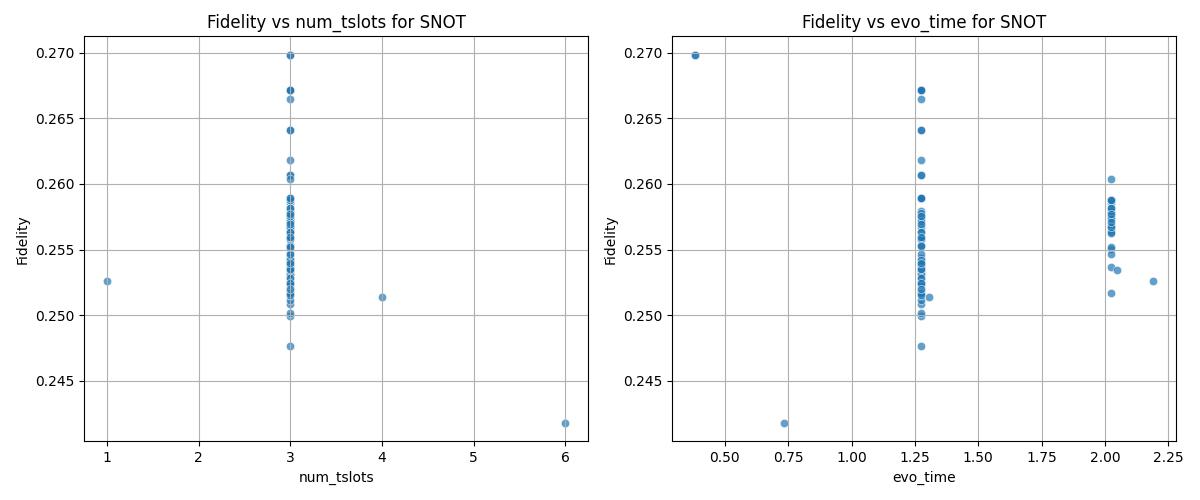 Fidelity vs num_tslots for SNOT
0.270
0.265
0.260
0.255
0.250
0.245
Fidelity
1 2 3 4 5 6
num_tslots
Fidelity vs evo_time for SNOT
0.270
0.265
0.260
0.255
0.250
0.245
Fidelity
0.50 0.75 1.00 1.25 1.50 1.75 2.00 2.25
evo_time